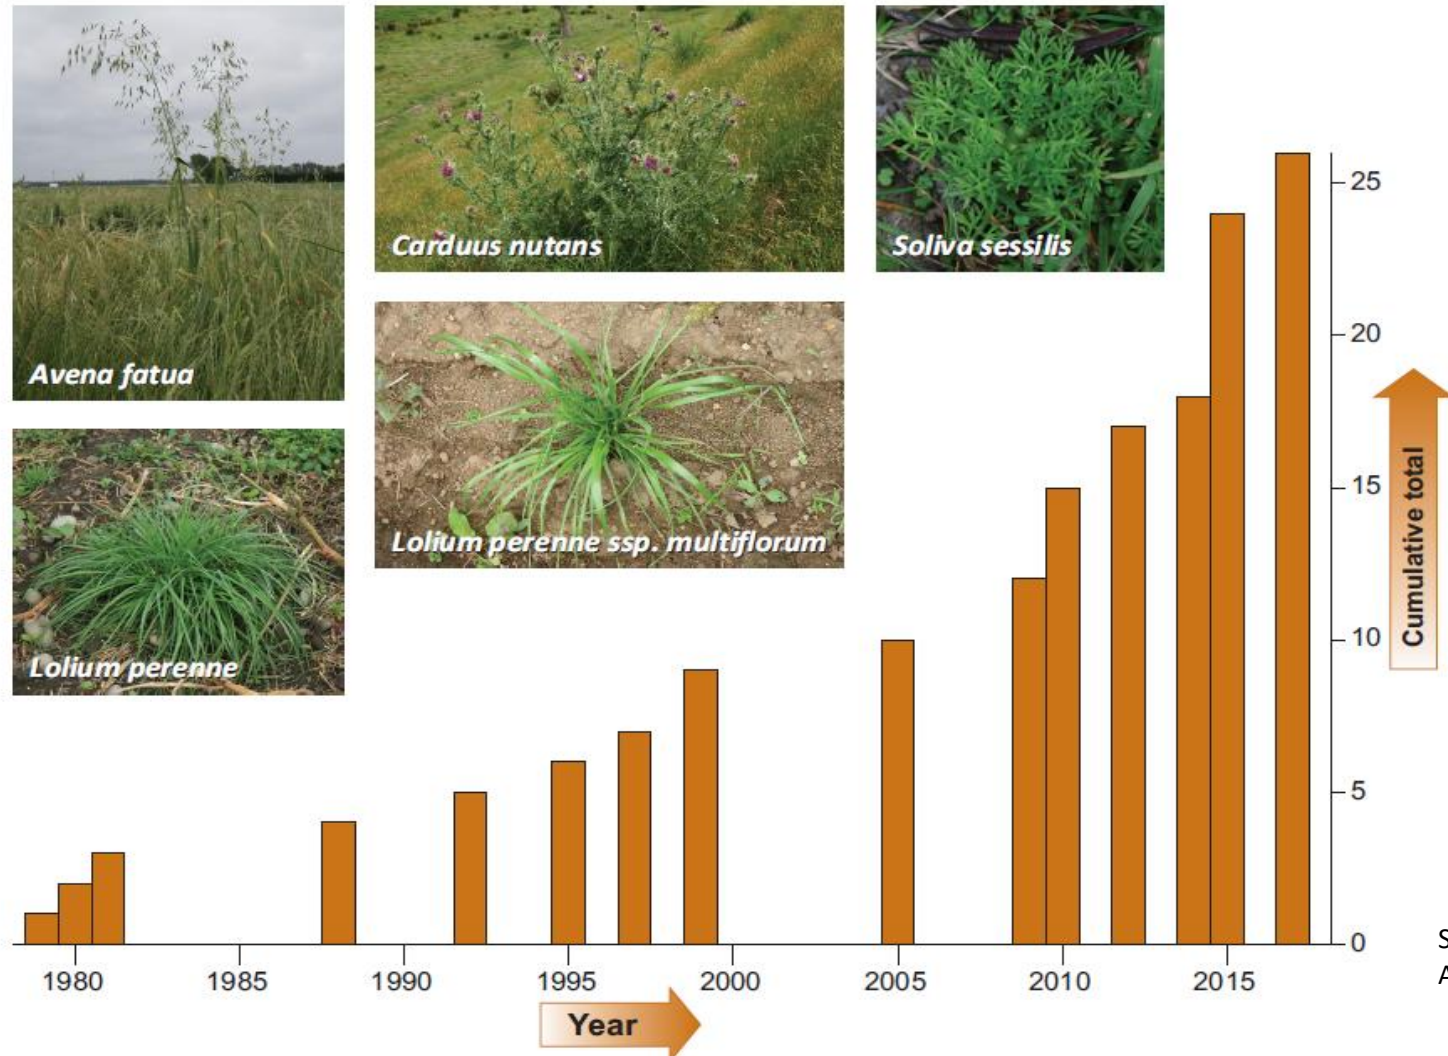 Avena fatua
Carduus nutans
Soliva sessilis
Lolium perenne
Lolium perenne ssp. multiflorum
25
20
15
10
5
0
Cumulative total
1980 1985 1990 1995 2000 2005 2010 2015
Year
S
A